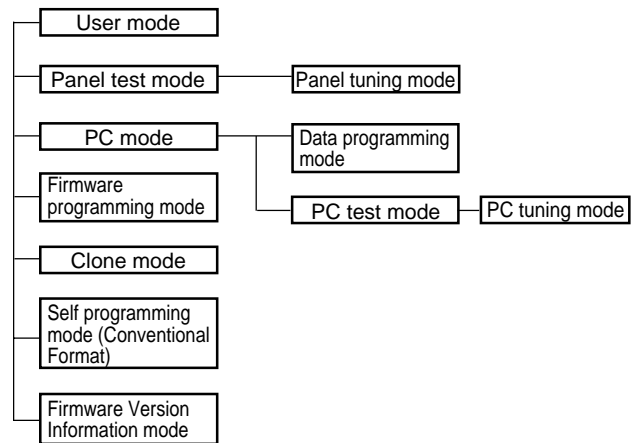 User mode
Panel test mode
Panel tuning mode
PC mode
Data programming
mode
Firmware
programming mode
PC test mode
PC tuning mode
Clone mode
Self programming
mode (Conventional
Format)
Firmware Version
Information mode